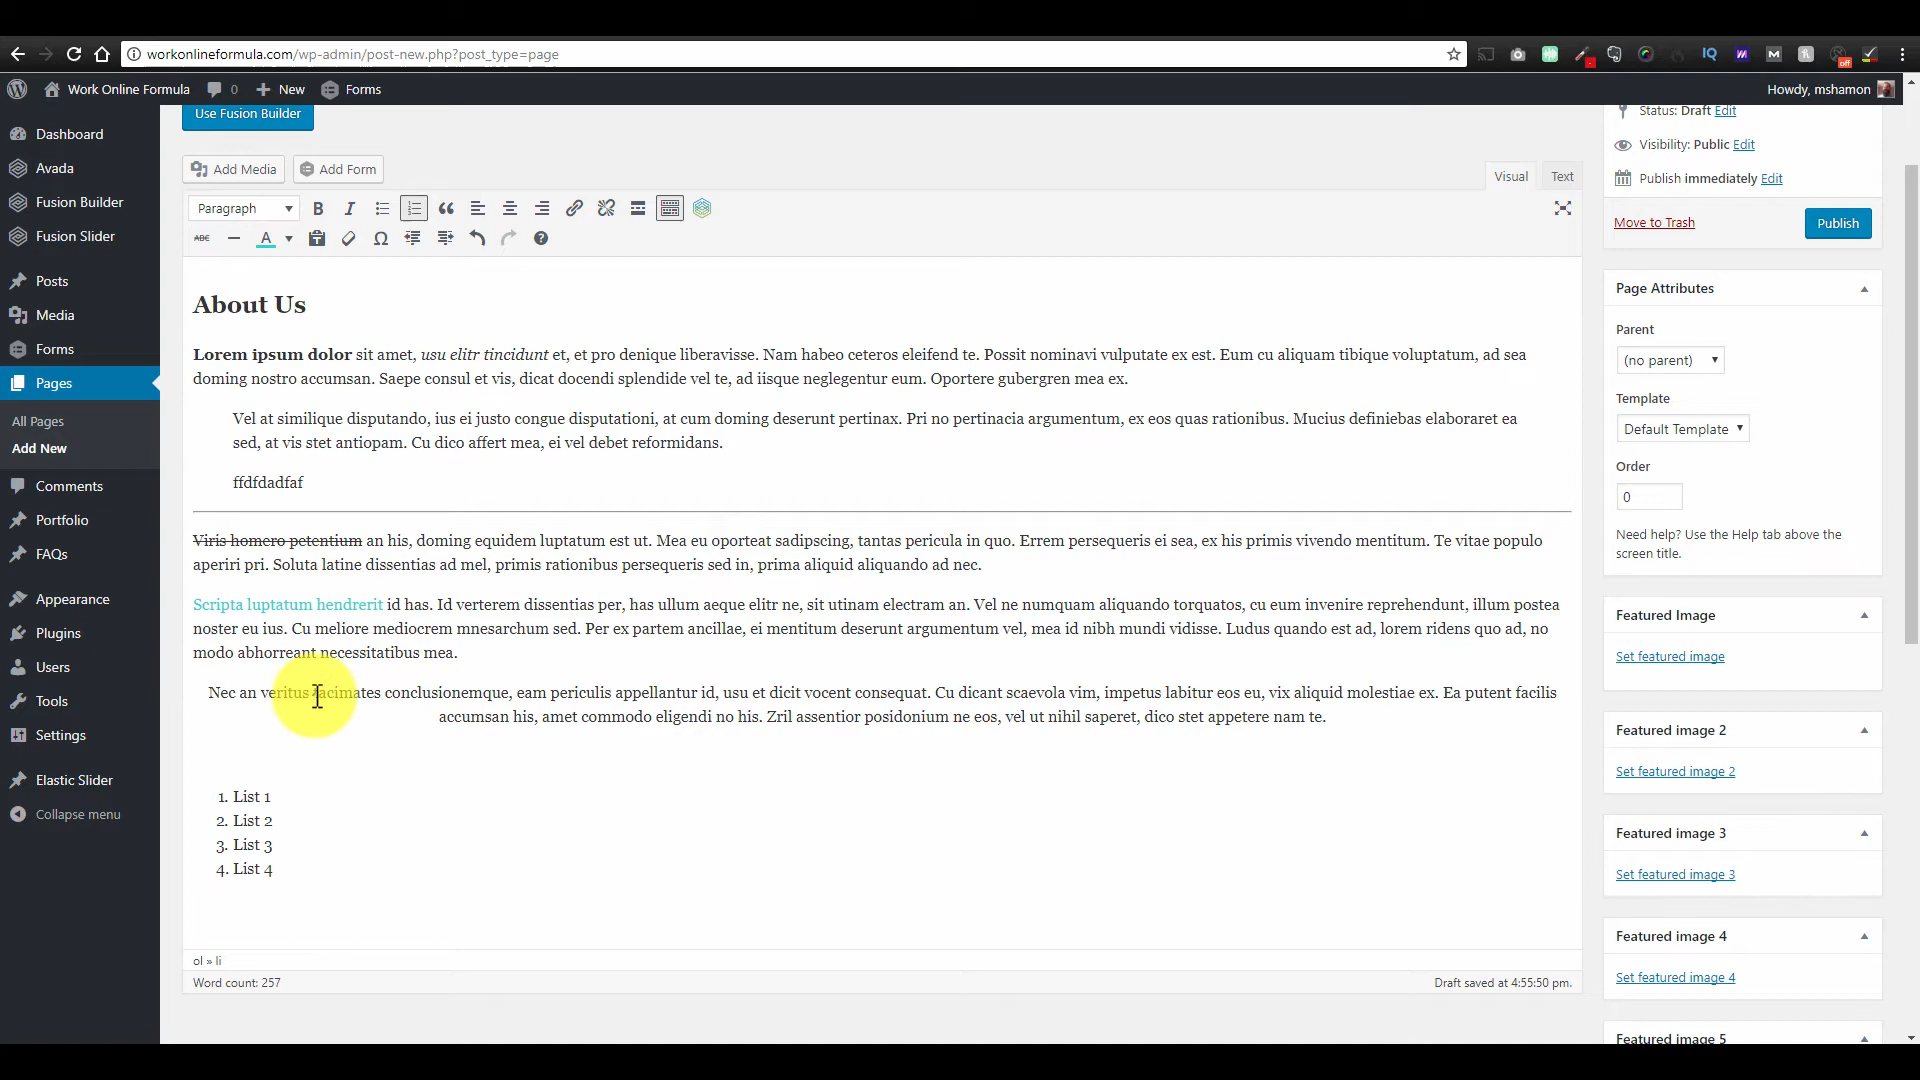 workonlineformula.com/wp-admin/post-new.php?post_type=page
Work Online Formula 0 New Forms Howdy, mshamon
Dashboard
Avada
Fusion Builder
Fusion Slider
Posts
Media
Forms
Pages
All Pages
Add New
Comments
Portfolio
FAQs
Appearance
Plugins
Users
Tools
Settings
Elastic Slider
Collapse menu
Use Fusion Builder
Add Media Add Form
Visual Text
Paragraph B I
ABC A
About Us
Lorem ipsum dolor sit amet, usu elitr tincidunt et, et pro denique liberavisse. Nam habeo ceteros eleifend te. Possit nominavi vulputate ex est. Eum cu aliquam tibique voluptatum, ad sea
doming nostro accumsan. Saepe consul et vis, dicat docendi splendide vel te, ad iisque neglegentur eum. Oportere gubergren mea ex.
Vel at similique disputando, ius ei justo congue disputationi, at cum doming deserunt pertinax. Pri no pertinacia argumentum, ex eos quas rationibus. Mucius definiebas elaboraret ea
sed, at vis stet antiopam. Cu dico affert mea, ei vel debet reformidans.
ffdfdadfaf
Viris homero petentium an his, doming equidem luptatum est ut. Mea eu oporteat sadipscing, tantas pericula in quo. Errem persequeris ei sea, ex his primis vivendo mentitum. Te vitae populo
aperiri pri. Soluta latine dissentias ad mel, primis rationibus persequeris sed in, prima aliquid aliquando ad nec.
Scripta luptatum hendrerit id has. Id verterem dissentias per, has ullum aeque elitr ne, sit utinam electram an. Vel ne numquam aliquando torquatos, cu eum invenire reprehendunt, illum postea
noster eu ius. Cu meliore mediocrem mnesarchum sed. Per ex partem ancillae, ei mentitum deserunt argumentum vel, mea id nibh mundi vidisse. Ludus quando est ad, lorem ridens quo ad, no
modo abhorreant necessitatibus mea.
Nec an veritus facimates conclusionemque, eam periculis appellantur id, usu et dicit vocent consequat. Cu dicant scaevola vim, impetus labitur eos eu, vix aliquid molestiae ex. Ea putent facilis
accumsan his, amet commodo eligendi no his. Zril assentior posidonium ne eos, vel ut nihil saperet, dico stet appetere nam te.
1. List 1
2. List 2
3. List 3
4. List 4
ol » li
Word count: 257
Draft saved at 4:55:50 pm.
Status: Draft Edit
Visibility: Public Edit
Publish immediately Edit
Move to Trash
Publish
Page Attributes
Parent
(no parent)
Template
Default Template
Order
0
Need help? Use the Help tab above the
screen title.
Featured Image
Set featured image
Featured image 2
Set featured image 2
Featured image 3
Set featured image 3
Featured image 4
Set featured image 4
Featured image 5